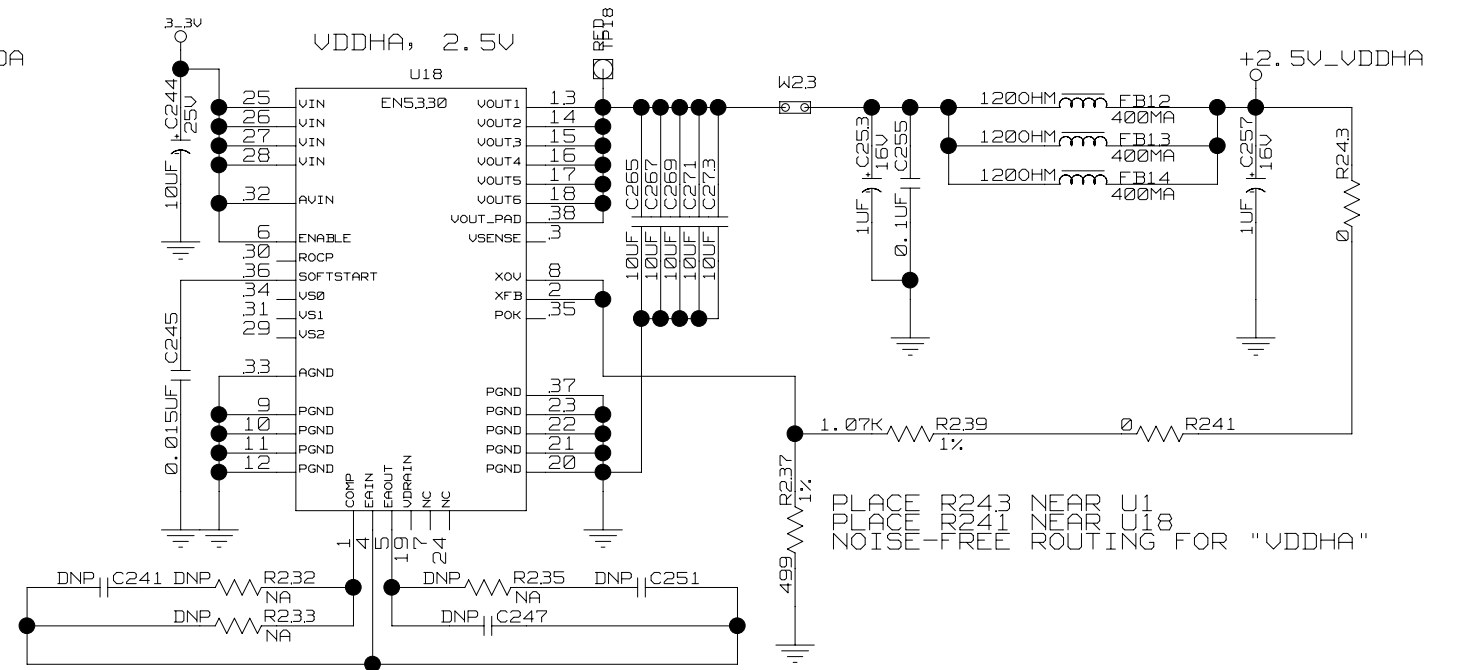 DA
3_3V
VDDHA, 2.5V
U18
EN5330
C244
25V
10UF
25 VIN
26 VIN
27 VIN
28 VIN
32 AVIN
6 ENABLE
30 ROCP
36 SOFTSTART
34 VS0
31 VS1
29 VS2
33 AGND
9 PGND
10 PGND
11 PGND
12 PGND
C245
0.015UF
VOUT1 13
VOUT2 14
VOUT3 15
VOUT4 16
VOUT5 17
VOUT6 18
VOUT_PAD 38
VSENSE 3
XOV 8
XFB 2
POK 35
PGND 37
PGND 23
PGND 22
PGND 21
PGND 20
COMP 1
EAIN 4
EAOUT 5
VDRAIN 19
NC 7
NC 24
RED
TP18
C265
C267
C269
C271
C273
10UF
10UF
10UF
10UF
10UF
W23
C253
16V
1UF
C255
0.1UF
120OHM FB12
400MA
120OHM FB13
400MA
120OHM FB14
400MA
+2.5V_VDDHA
C257
16V
1UF
R243
0
1.07K R239
1%
0 R241
R237
1%
499
PLACE R243 NEAR U1
PLACE R241 NEAR U18
NOISE-FREE ROUTING FOR "VDDHA"
DNP C241 DNP R232
NA
DNP R233
NA
DNP R235 DNP C251
NA
DNP C247